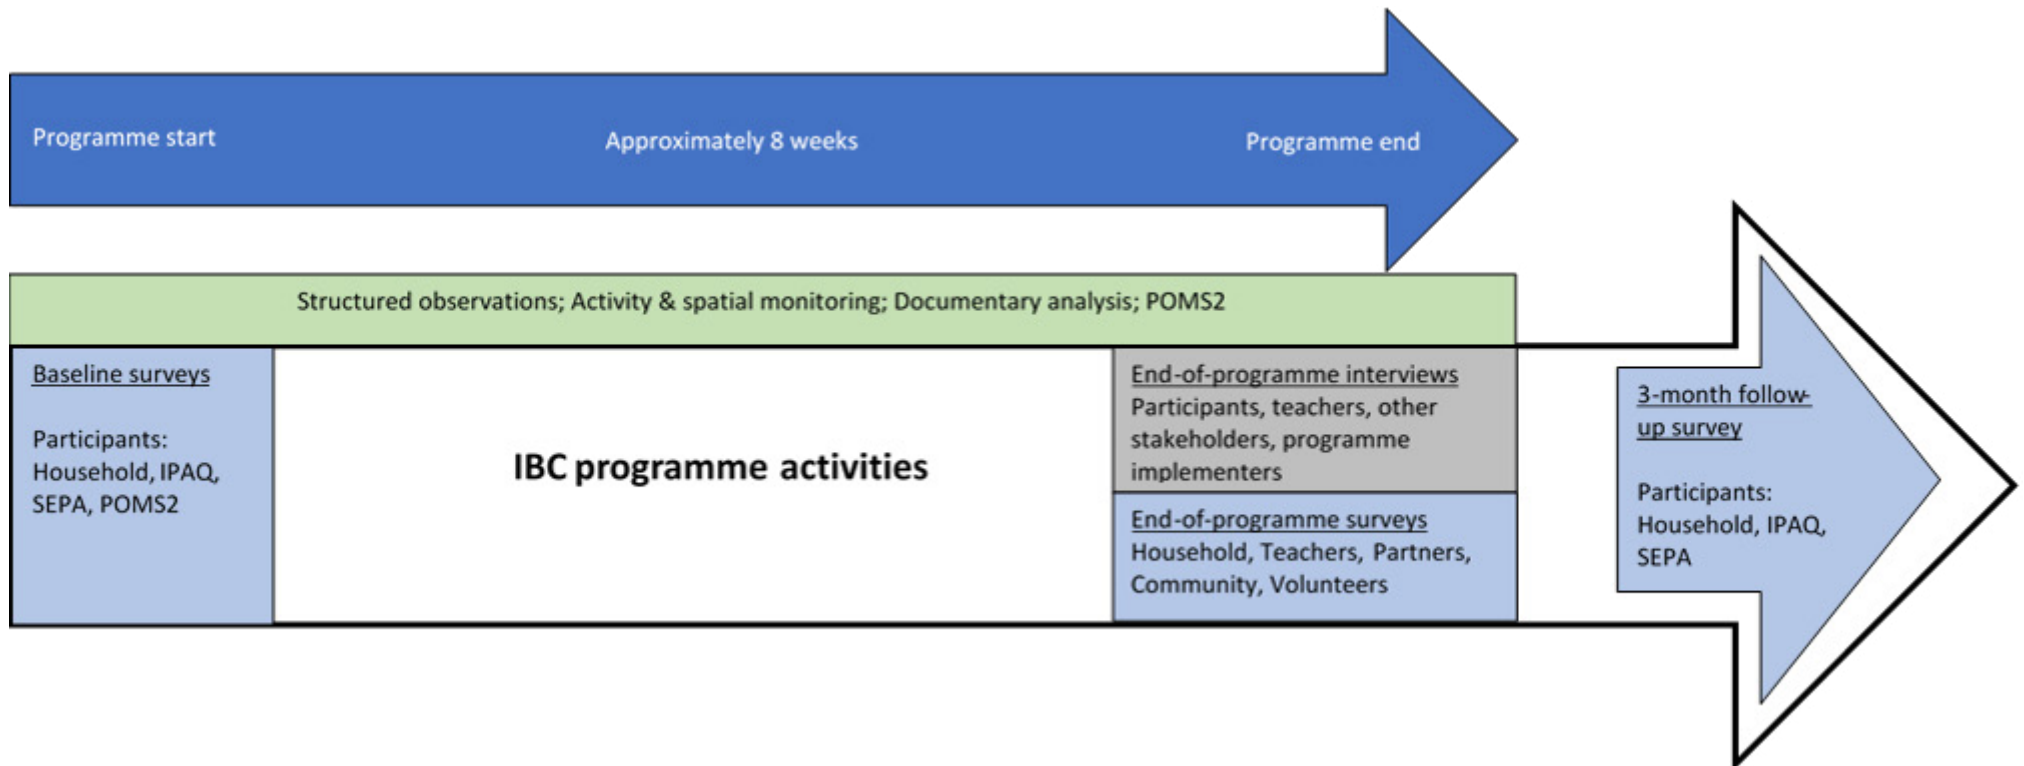 Programme start
Approximately 8 weeks
Programme end
Structured observations; Activity & spatial monitoring; Documentary analysis; POMS2
Baseline surveys
Participants:
Household, IPAQ,
SEPA, POMS2
IBC programme activities
End-of-programme interviews
Participants, teachers, other
stakeholders, programme
implementers
End-of-programme surveys
Household, Teachers, Partners,
Community, Volunteers
3-month follow-
up survey
Participants:
Household, IPAQ,
SEPA